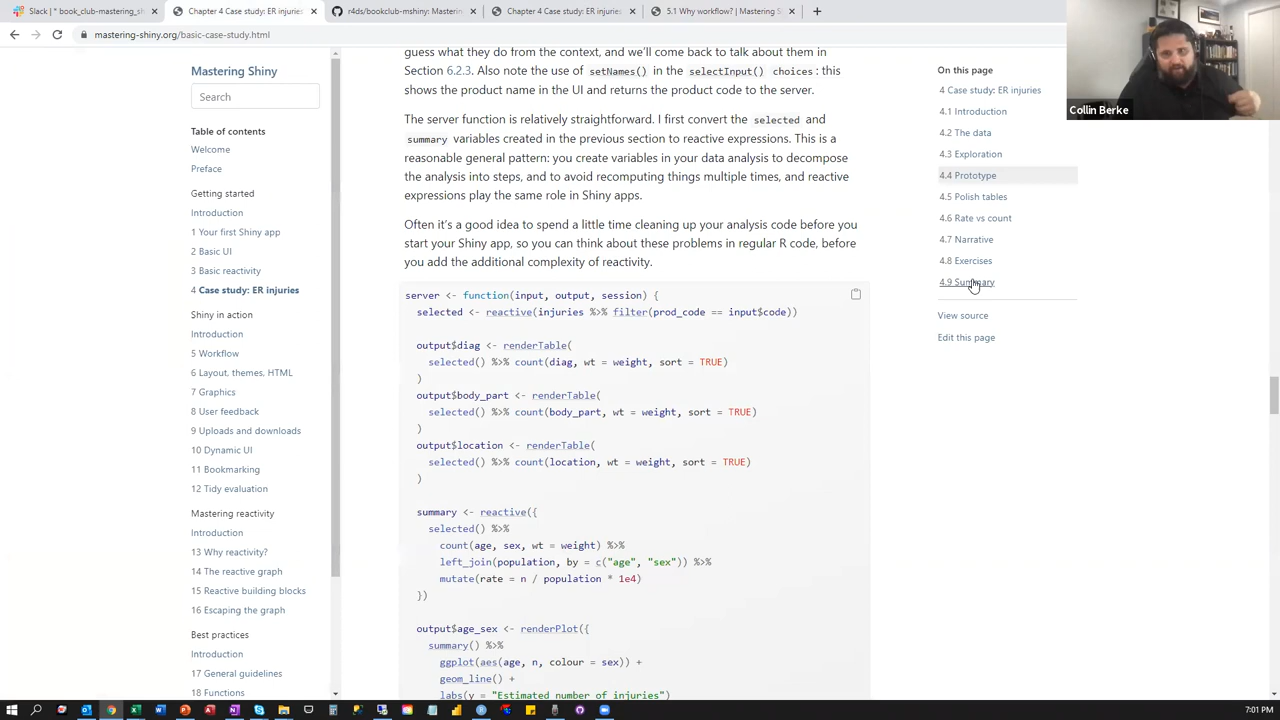 Slack | * book_club-mastering_sh
Chapter 4 Case study: ER injuries
r4ds/bookclub-mshiny: Mastering
Chapter 4 Case study: ER injuries
5.1 Why workflow? | Mastering S
mastering-shiny.org/basic-case-study.html
Collin Berke
Mastering Shiny
Search
Table of contents
Welcome
Preface
Getting started
Introduction
1 Your first Shiny app
2 Basic UI
3 Basic reactivity
4 Case study: ER injuries
Shiny in action
Introduction
5 Workflow
6 Layout, themes, HTML
7 Graphics
8 User feedback
9 Uploads and downloads
10 Dynamic UI
11 Bookmarking
12 Tidy evaluation
Mastering reactivity
Introduction
13 Why reactivity?
14 The reactive graph
15 Reactive building blocks
16 Escaping the graph
Best practices
Introduction
17 General guidelines
18 Functions
guess what they do from the context, and we'll come back to talk about them in
Section 6.2.3. Also note the use of setNames() in the selectInput() choices: this
shows the product name in the UI and returns the product code to the server.
The server function is relatively straightforward. I first convert the selected and
summary variables created in the previous section to reactive expressions. This is a
reasonable general pattern: you create variables in your data analysis to decompose
the analysis into steps, and to avoid recomputing things multiple times, and reactive
expressions play the same role in Shiny apps.
Often it's a good idea to spend a little time cleaning up your analysis code before you
start your Shiny app, so you can think about these problems in regular R code, before
you add the additional complexity of reactivity.
server <- function(input, output, session) {
selected <- reactive(injuries %>% filter(prod_code == input$code))
output$diag <- renderTable(
selected() %>% count(diag, wt = weight, sort = TRUE)
)
output$body_part <- renderTable(
selected() %>% count(body_part, wt = weight, sort = TRUE)
)
output$location <- renderTable(
selected() %>% count(location, wt = weight, sort = TRUE)
)
summary <- reactive({
selected() %>%
count(age, sex, wt = weight) %>%
left_join(population, by = c("age", "sex")) %>%
mutate(rate = n / population * 1e4)
})
output$age_sex <- renderPlot({
summary() %>%
ggplot(aes(age, n, colour = sex)) +
geom_line() +
labs(y = "Estimated number of injuries")
On this page
4 Case study: ER injuries
4.1 Introduction
4.2 The data
4.3 Exploration
4.4 Prototype
4.5 Polish tables
4.6 Rate vs count
4.7 Narrative
4.8 Exercises
4.9 Summary
View source
Edit this page
7:01 PM